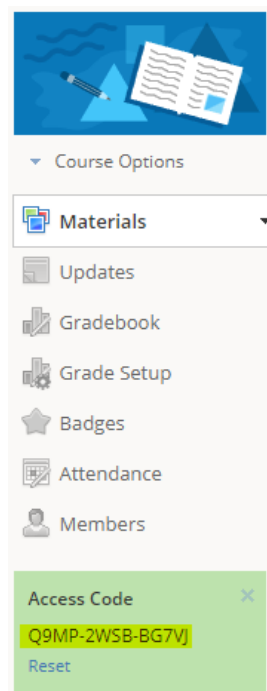 Course Options
Materials
Updates
Gradebook
Grade Setup
Badges
Attendance
Members
Access Code
Q9MP-2WSB-BG7VJ
Reset